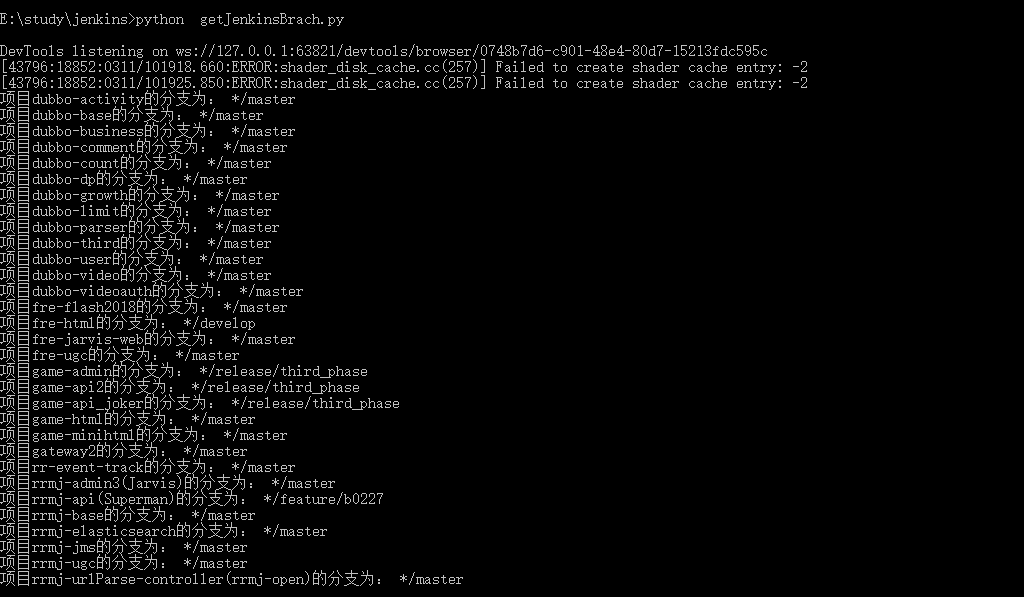 E:\study\jenkins>python  getJenkinsBrach.py
DevTools listening on ws://127.0.0.1:63821/devtools/browser/0748b7d6-c901-48e4-80d7-15213fdc595c
[43796:18852:0311/101918.660:ERROR:shader_disk_cache.cc(257)] Failed to create shader cache entry: -2
[43796:18852:0311/101925.850:ERROR:shader_disk_cache.cc(257)] Failed to create shader cache entry: -2
项目dubbo-activity的分支为： */master
项目dubbo-base的分支为： */master
项目dubbo-business的分支为： */master
项目dubbo-comment的分支为： */master
项目dubbo-count的分支为： */master
项目dubbo-dp的分支为： */master
项目dubbo-growth的分支为： */master
项目dubbo-limit的分支为： */master
项目dubbo-parser的分支为： */master
项目dubbo-third的分支为： */master
项目dubbo-user的分支为： */master
项目dubbo-video的分支为： */master
项目dubbo-videoauth的分支为： */master
项目fre-flash2018的分支为： */master
项目fre-html的分支为： */develop
项目fre-jarvis-web的分支为： */master
项目fre-ugc的分支为： */master
项目game-admin的分支为： */release/third_phase
项目game-api2的分支为： */release/third_phase
项目game-api_joker的分支为： */release/third_phase
项目game-html的分支为： */master
项目game-minihtml的分支为： */master
项目gateway2的分支为： */master
项目rr-event-track的分支为： */master
项目rrmj-admin3(Jarvis)的分支为： */master
项目rrmj-api(Superman)的分支为： */feature/b0227
项目rrmj-base的分支为： */master
项目rrmj-elasticsearch的分支为： */master
项目rrmj-jms的分支为： */master
项目rrmj-ugc的分支为： */master
项目rrmj-urlParse-controller(rrmj-open)的分支为： */master